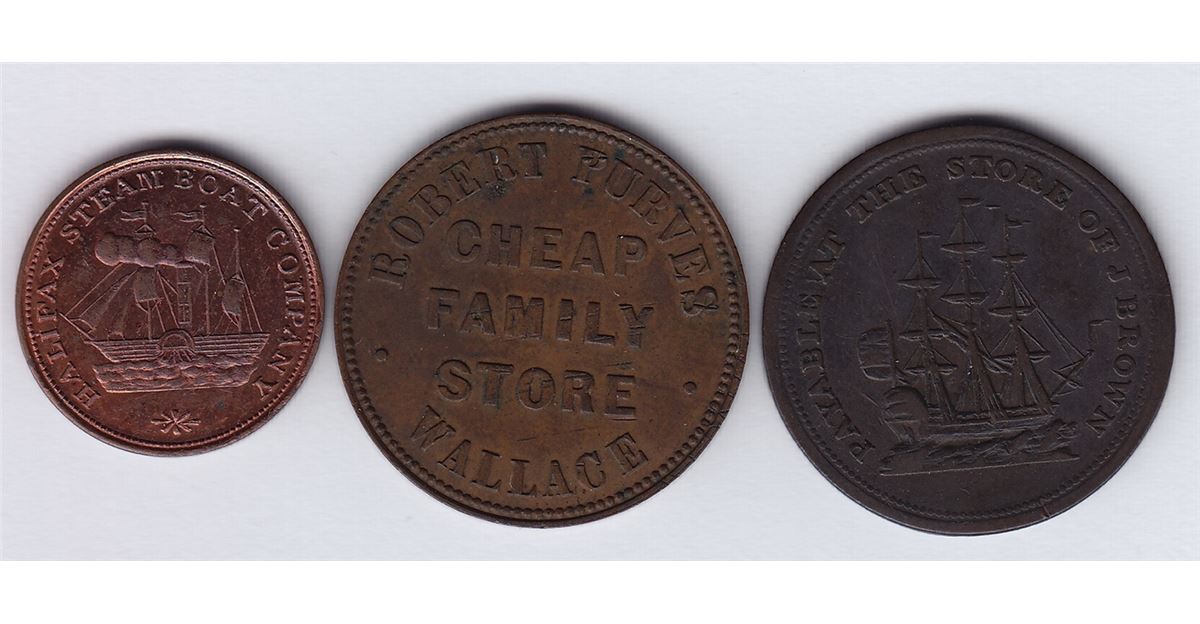 HALIFAX STEAM BOAT COMPANY
ROBERT PURVES
CHEAP
FAMILY
STORE
WALLACE
PAYABLE AT THE STORE OF J BROWN